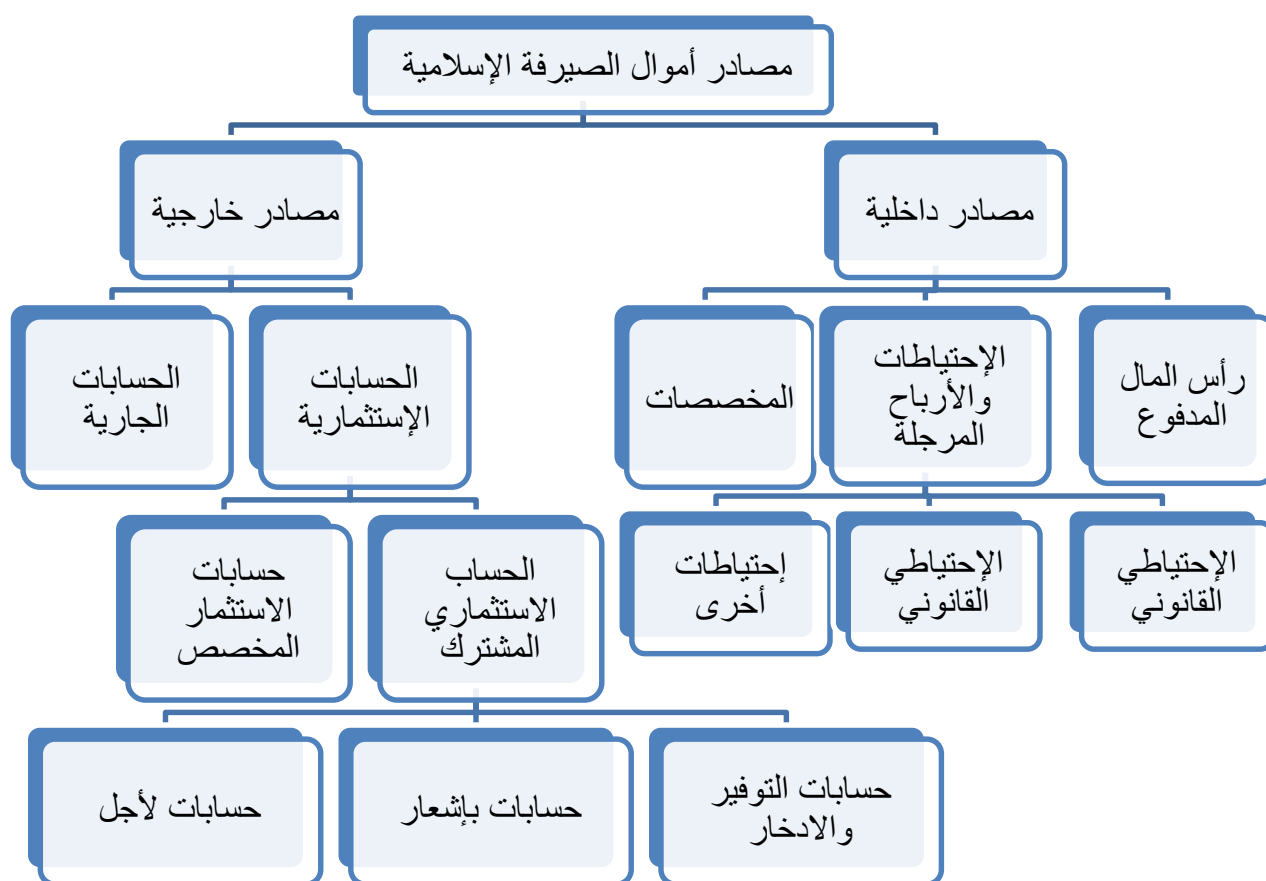 مصادر أموال الصيرفة الإسلامية
مصادر داخلية
مصادر خارجية
رأس المال
المدفوع
الإحتياطات
والأرباح
المرجلة
المخصصات
الحسابات
الإستثمارية
الحسابات
الجارية
الإحتياطي
القانوني
الإحتياطي
القانوني
إحتياطات
أخرى
الحساب
الاستثماري
المشترك
حسابات
الاستثمار
المخصص
حسابات التوفير
والادخار
حسابات بإشعار
حسابات لأجل